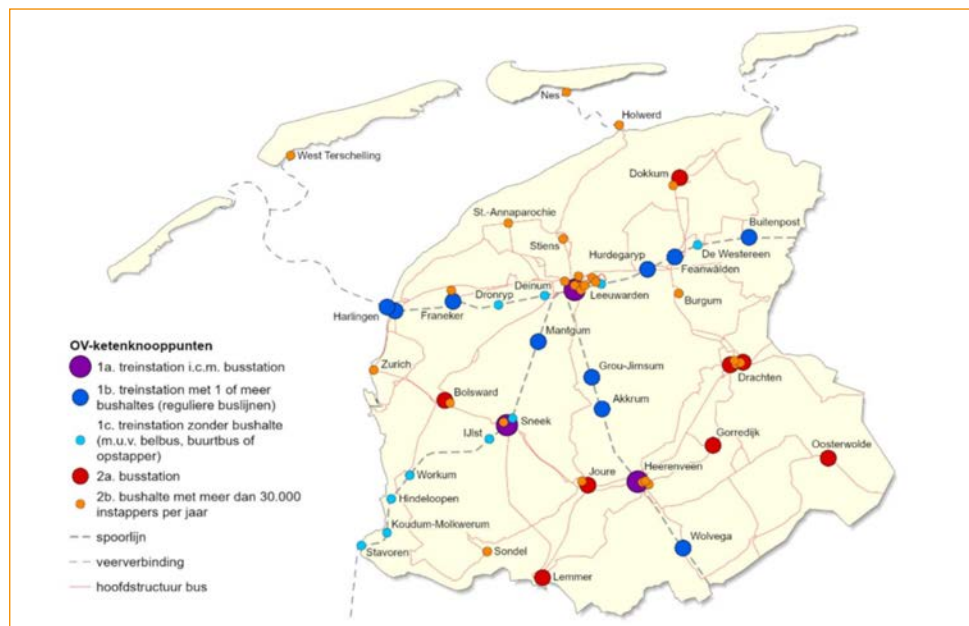 Nes
Holwerd
West Terschelling
Dokkum
St.-Annaparochie
Buitenpost
Stiens
Hurdegaryp
De Westereen
Feanwâlden
Deinum
Dronryp
Leeuwarden
Burgum
Harlingen
Franeker
Mantgum
Zurich
Grou-Jirnsum
Drachten
Bolsward
Akkrum
Sneek
IJlst
Gorredijk
Oosterwolde
Workum
Joure
Heerenveen
Hindeloopen
Koudum-Molkwerum
Stavoren
Sondel
Wolvega
Lemmer
OV-ketenknooppunten
1a. treinstation i.c.m. busstation
1b. treinstation met 1 of meer
bushaltes (reguliere buslijnen)
1c. treinstation zonder bushalte
(m.u.v. belbus, buurtbus of
opstapper)
2a. busstation
2b. bushalte met meer dan 30.000
instappers per jaar
spoorlijn
veerverbinding
hoofdstructuur bus